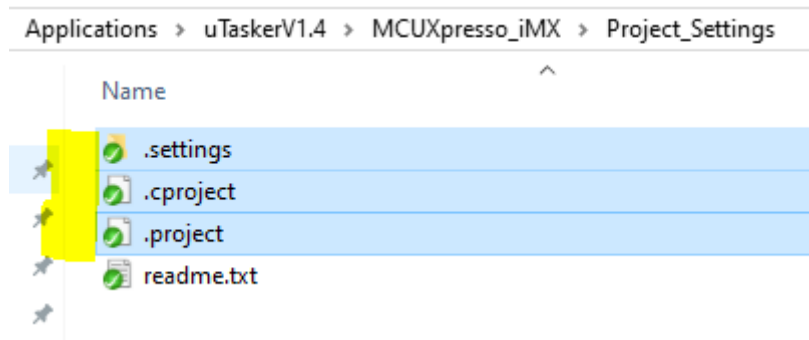 Applications > uTaskerV1.4 > MCUXpresso_iMX > Project_Settings
Name
.settings
.cproject
.project
readme.txt